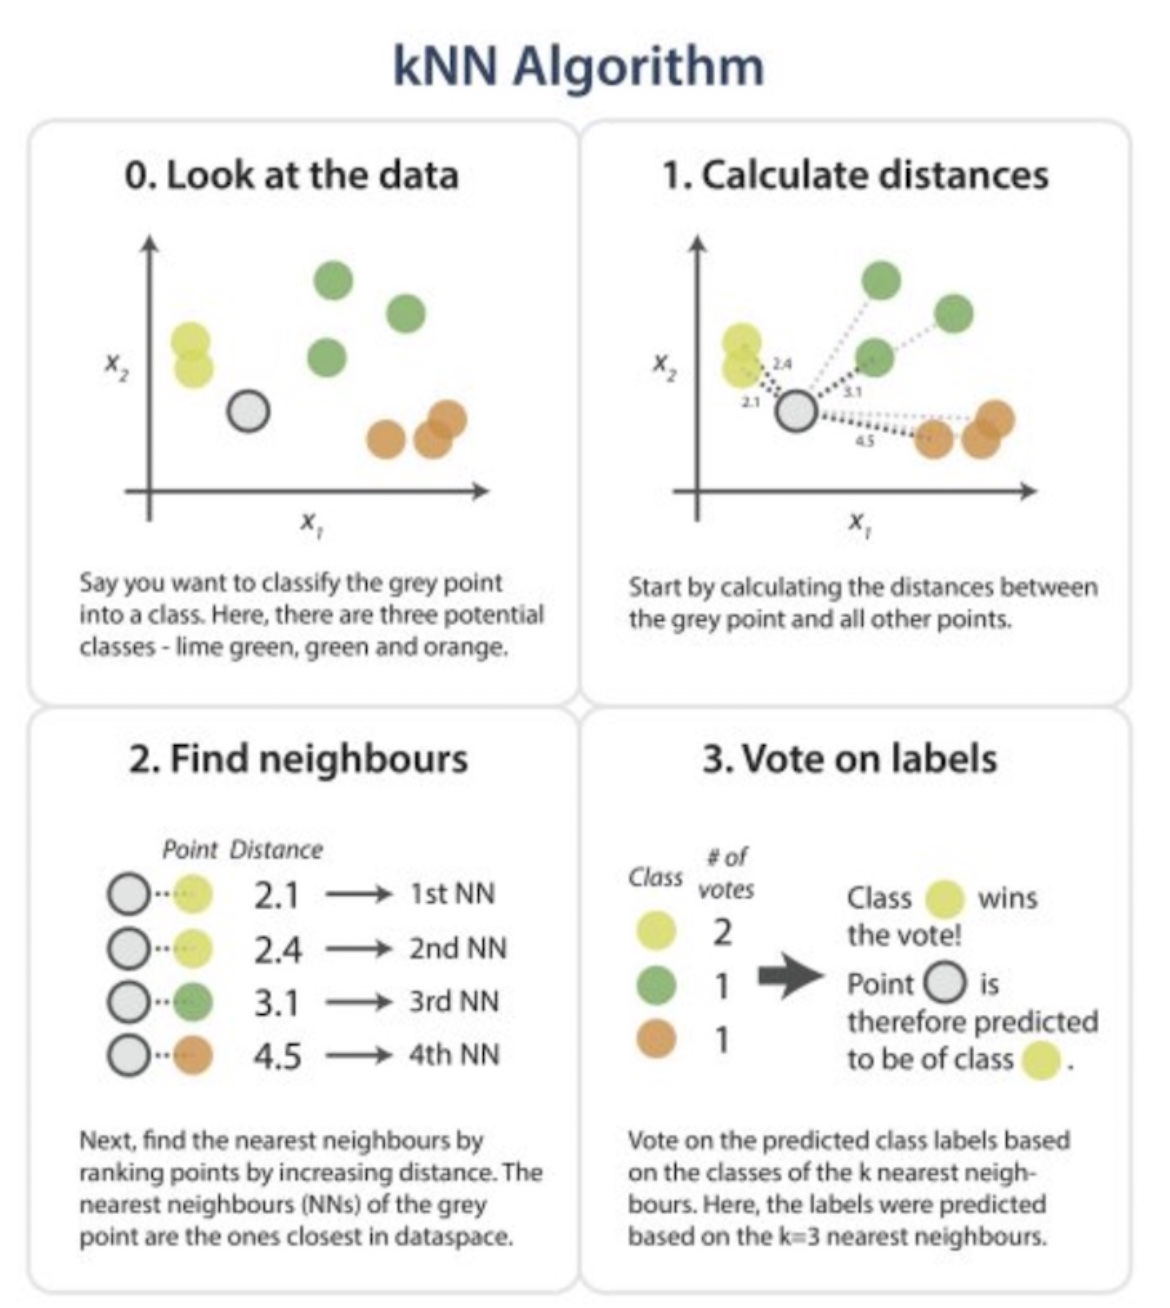 kNN Algorithm
0. Look at the data
x2
x1
Say you want to classify the grey point
into a class. Here, there are three potential
classes - lime green, green and orange.
1. Calculate distances
x2
2.4
2.1
3.1
4.5
x1
Start by calculating the distances between
the grey point and all other points.
2. Find neighbours
Point Distance
2.1 1st NN
2.4 2nd NN
3.1 3rd NN
4.5 4th NN
Next, find the nearest neighbours by
ranking points by increasing distance. The
nearest neighbours (NNs) of the grey
point are the ones closest in dataspace.
3. Vote on labels
Class # of
votes
2
1
1
Class wins
the vote!
Point is
therefore predicted
to be of class .
Vote on the predicted class labels based
on the classes of the k nearest neigh-
bours. Here, the labels were predicted
based on the k=3 nearest neighbours.